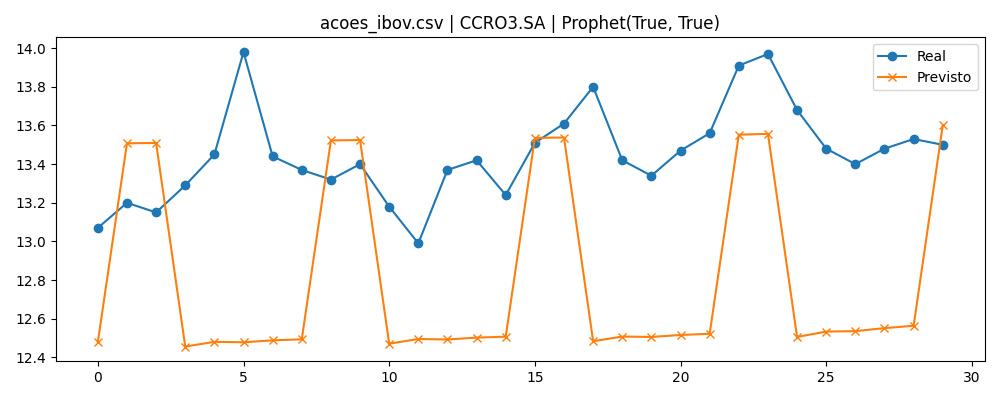 acoes_ibov.csv | CCRO3.SA | Prophet(True, True)
14.0
13.8
13.6
13.4
13.2
13.0
12.8
12.6
12.4
Real
Previsto
0 5 10 15 20 25 30